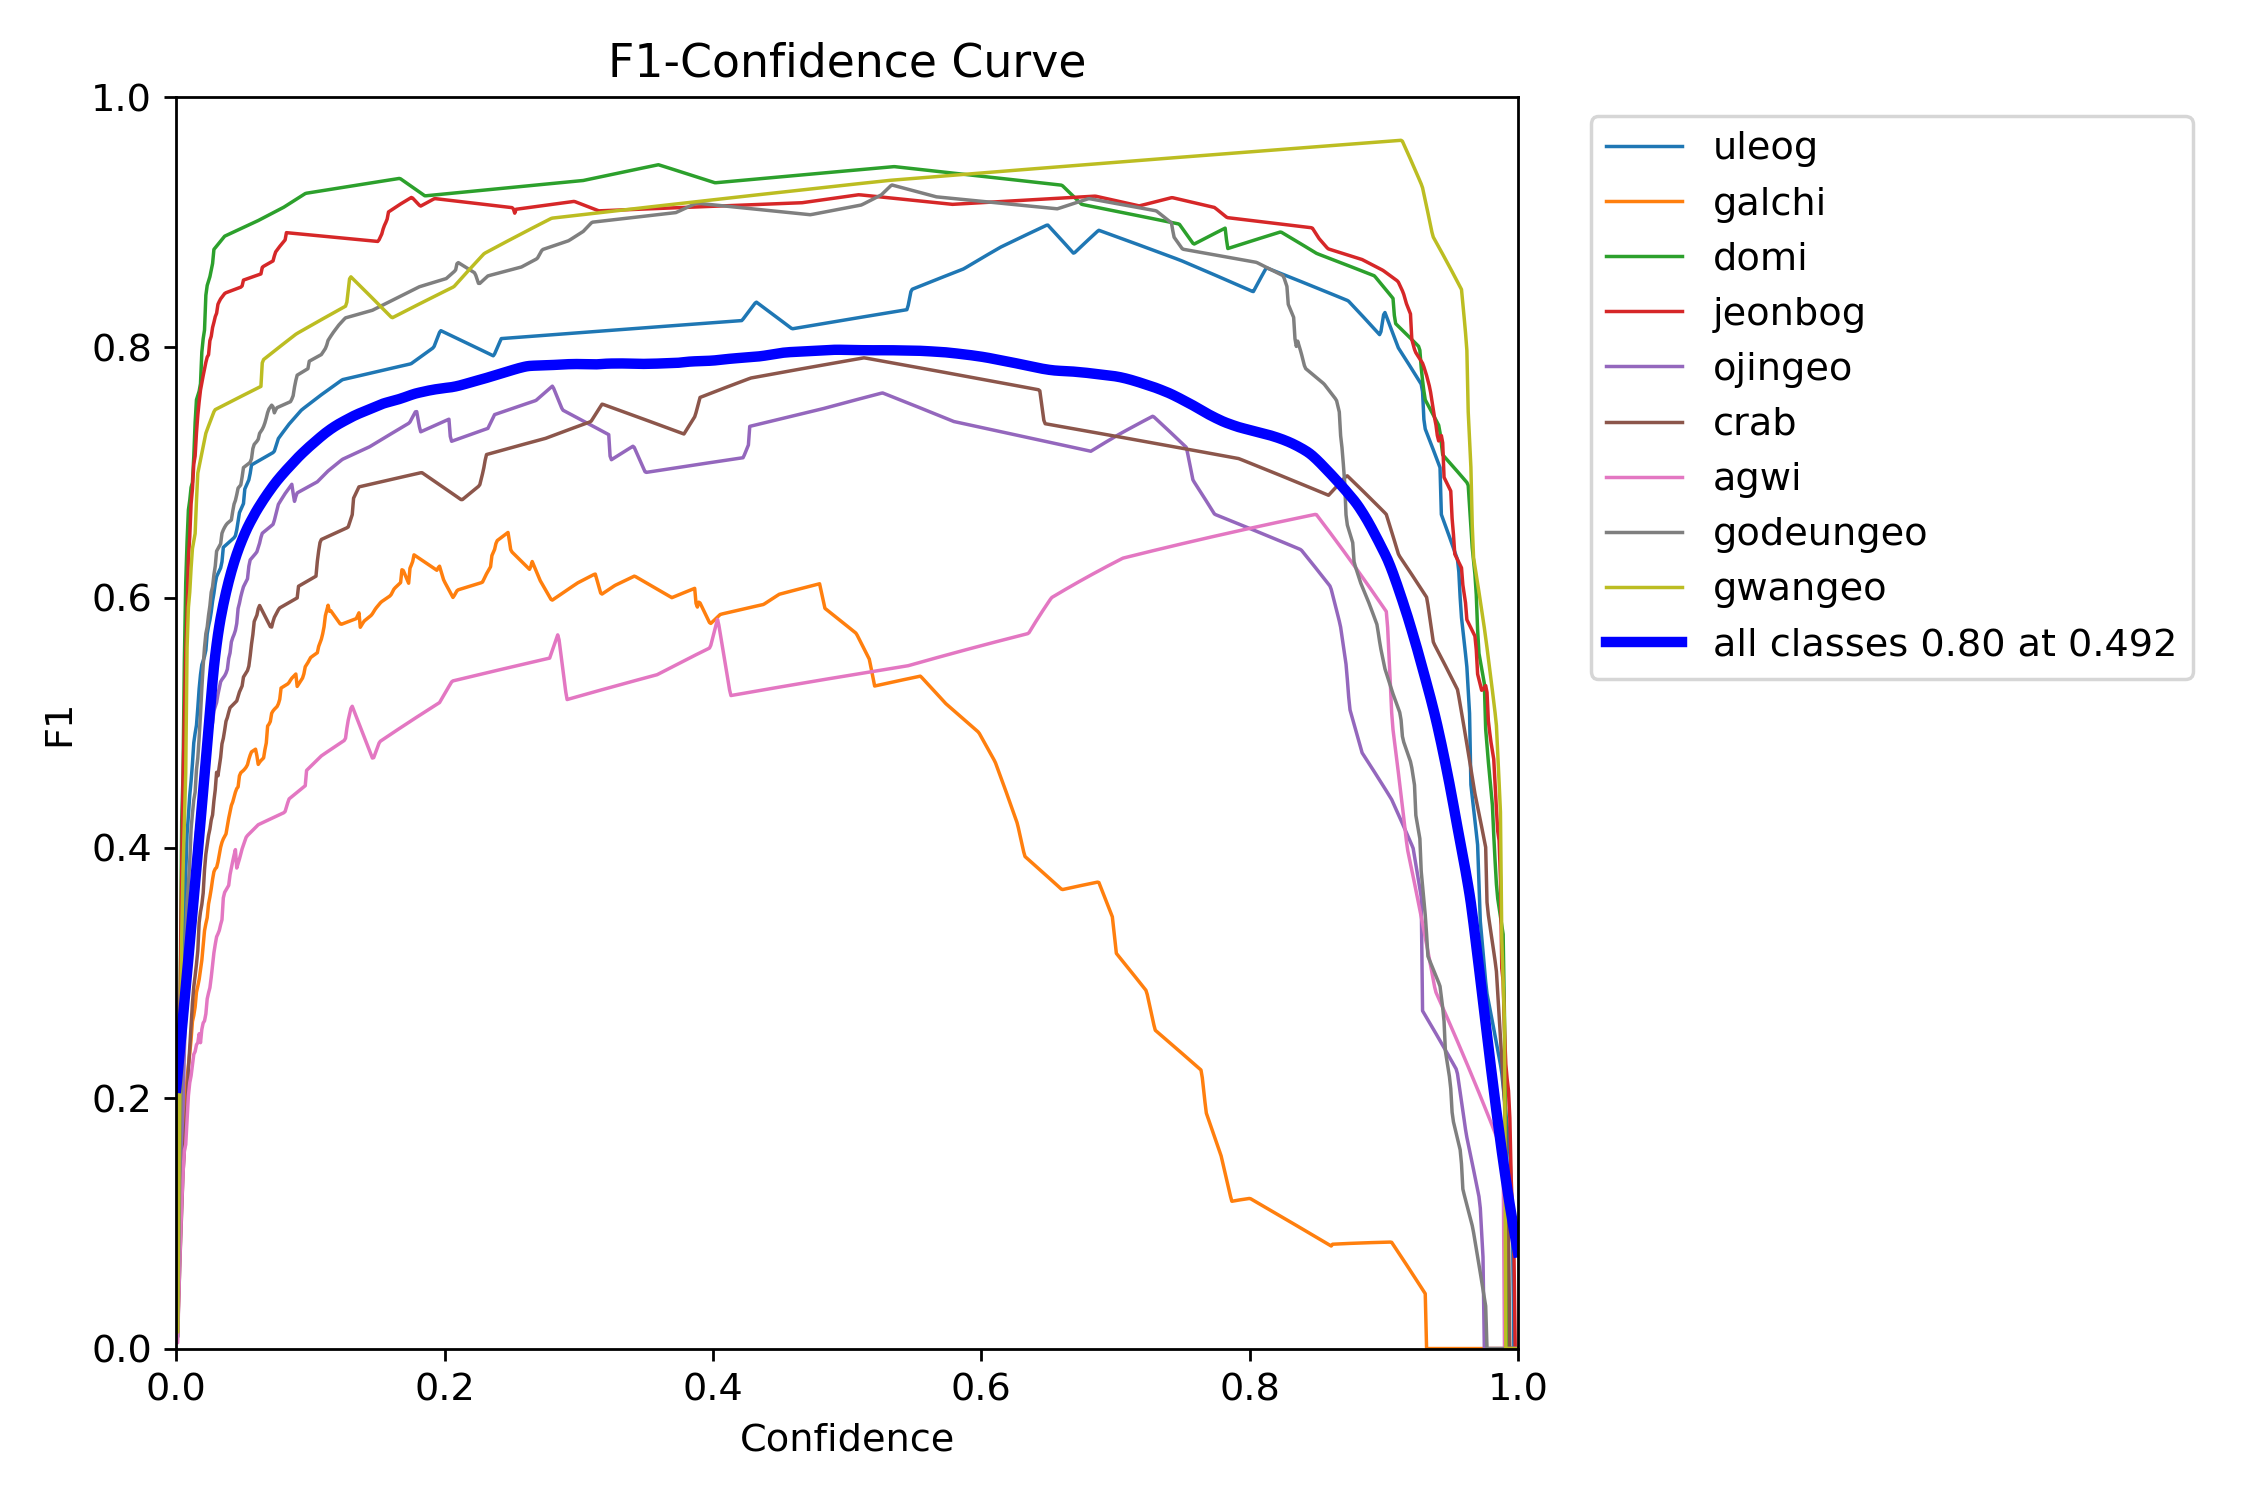 F1-Confidence Curve
1.0
0.8
0.6
0.4
0.2
0.0
F1
0.0 0.2 0.4 0.6 0.8 1.0
Confidence
uleog
galchi
domi
jeonbog
ojingeo
crab
agwi
godeungeo
gwangeo
all classes 0.80 at 0.492